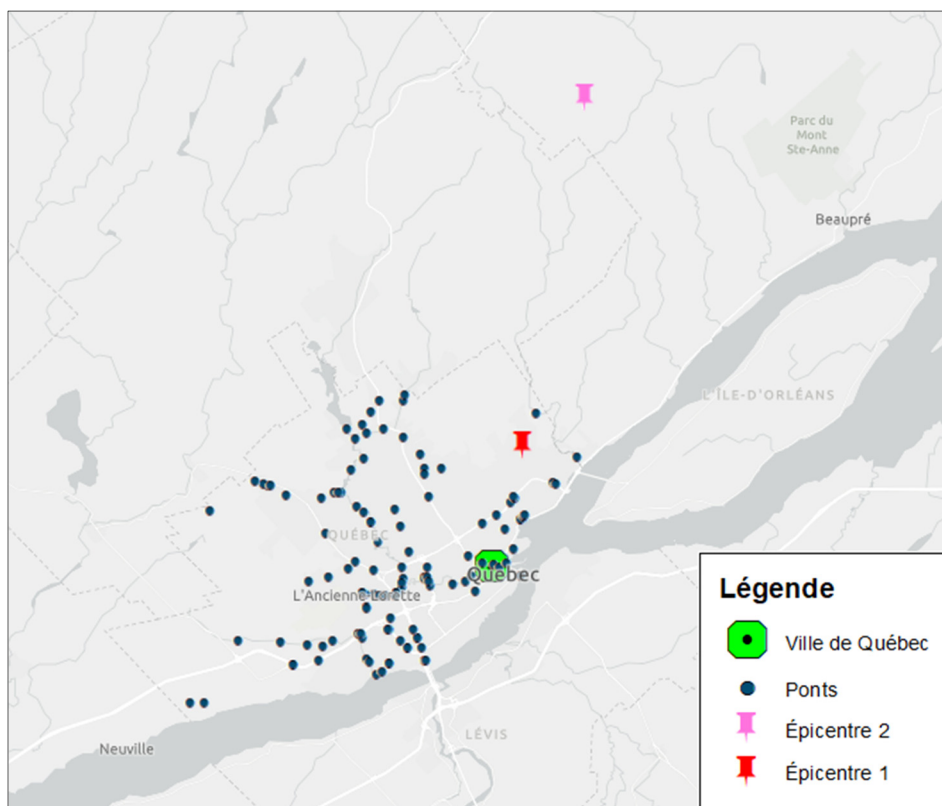 Parc du
Mont
Ste-Anne
Beaupré
L'ÎLE-D'ORLÉANS
QUÉBEC
Québec
L'Ancienne-Lorette
Légende
Ville de Québec
Ponts
Épicentre 2
Épicentre 1
LÉVIS
Neuville